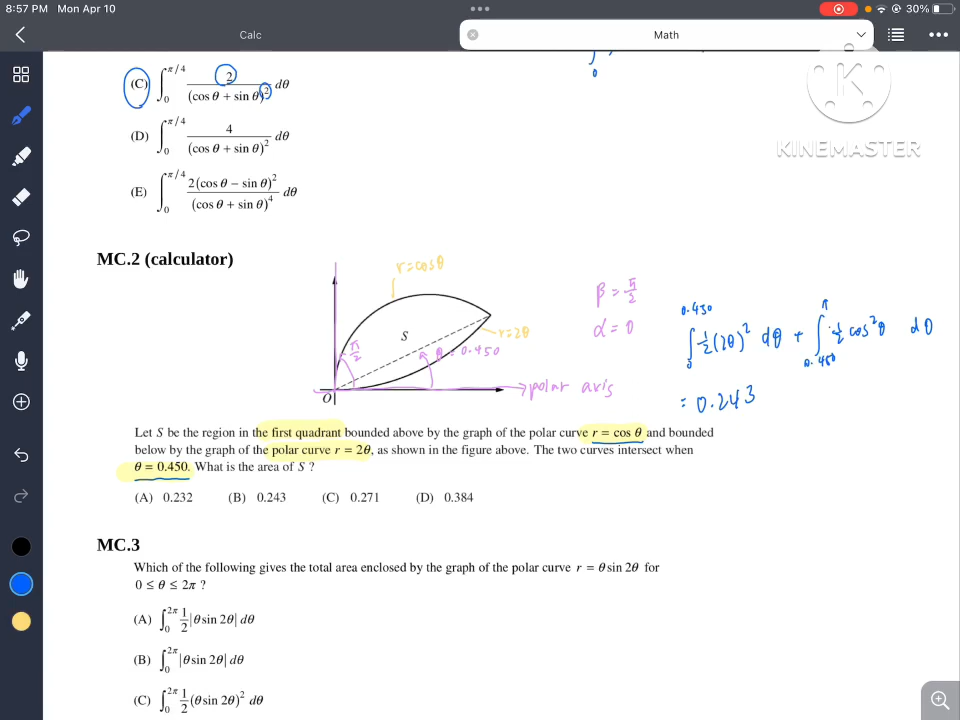 8:57 PM Mon Apr 10
30%
Calc
Math
(C) ∫₀^{π/4} 2/(cos θ + sin θ)² dθ
0
KINEMASTER
(D) ∫₀^{π/4} 4/(cos θ + sin θ)² dθ
(E) ∫₀^{π/4} 2(cos θ − sin θ)²/(cos θ + sin θ)⁴ dθ
MC.2 (calculator)
r=cosθ
S
r=2θ
π/2
θ=0.450
O
polar axis
β = π/2
α = 0
∫₀^{0.450} ½(2θ)² dθ + ∫_{0.450}^{π} ½ cos²θ dθ
= 0.243
Let S be the region in the first quadrant bounded above by the graph of the polar curve r = cos θ and bounded
below by the graph of the polar curve r = 2θ, as shown in the figure above. The two curves intersect when
θ = 0.450. What is the area of S ?
(A) 0.232 (B) 0.243 (C) 0.271 (D) 0.384
MC.3
Which of the following gives the total area enclosed by the graph of the polar curve r = θ sin 2θ for
0 ≤ θ ≤ 2π ?
(A) ∫₀^{2π} ½|θ sin 2θ| dθ
(B) ∫₀^{2π} |θ sin 2θ| dθ
(C) ∫₀^{2π} ½(θ sin 2θ)² dθ